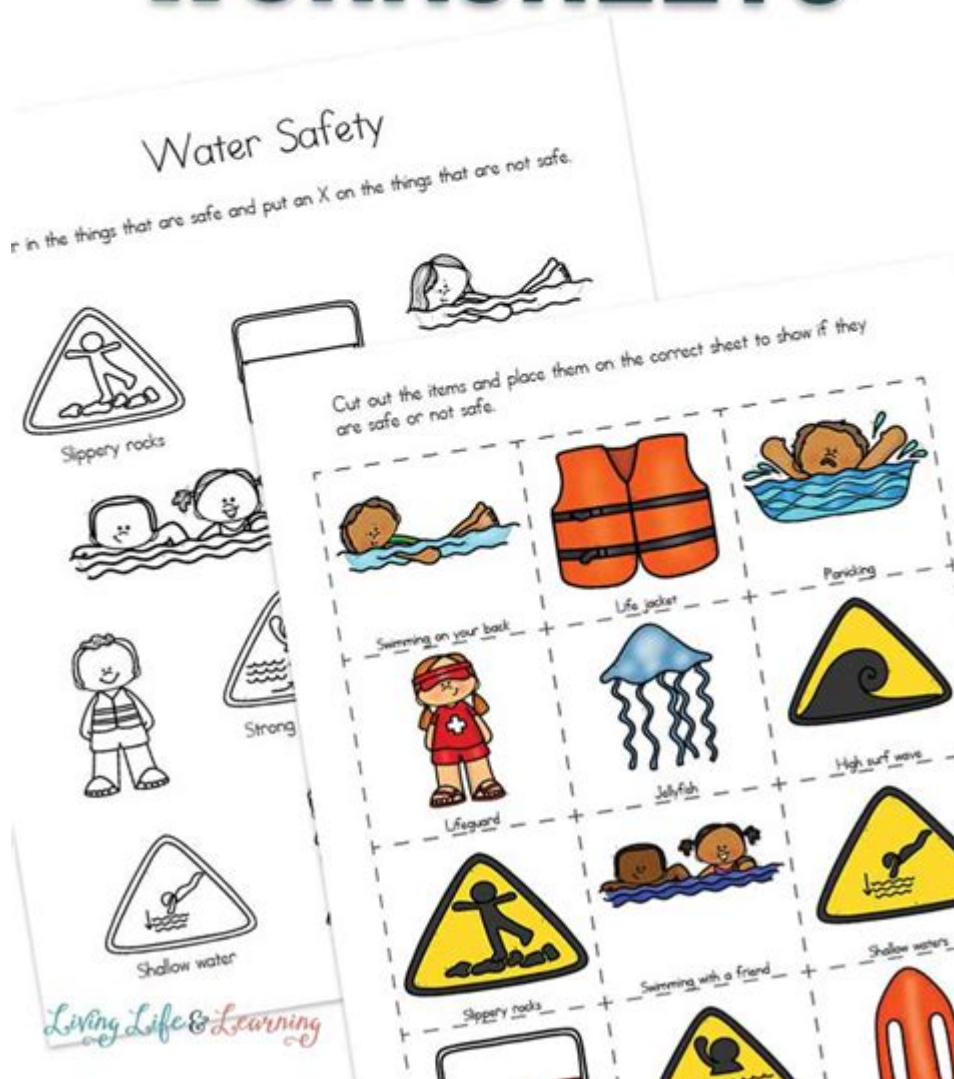 WORKSHEETS
Water Safety
r in the things that are safe and put an X on the things that are not safe.
Slippery rocks
Strong
Shallow water
Living Life & Learning
Cut out the items and place them on the correct sheet to show if they
are safe or not safe.
Swimming on your back
Life jacket
Panicking
Lifeguard
Jellyfish
High surf wave
Slippery rocks
Swimming with a friend
Shallow waters